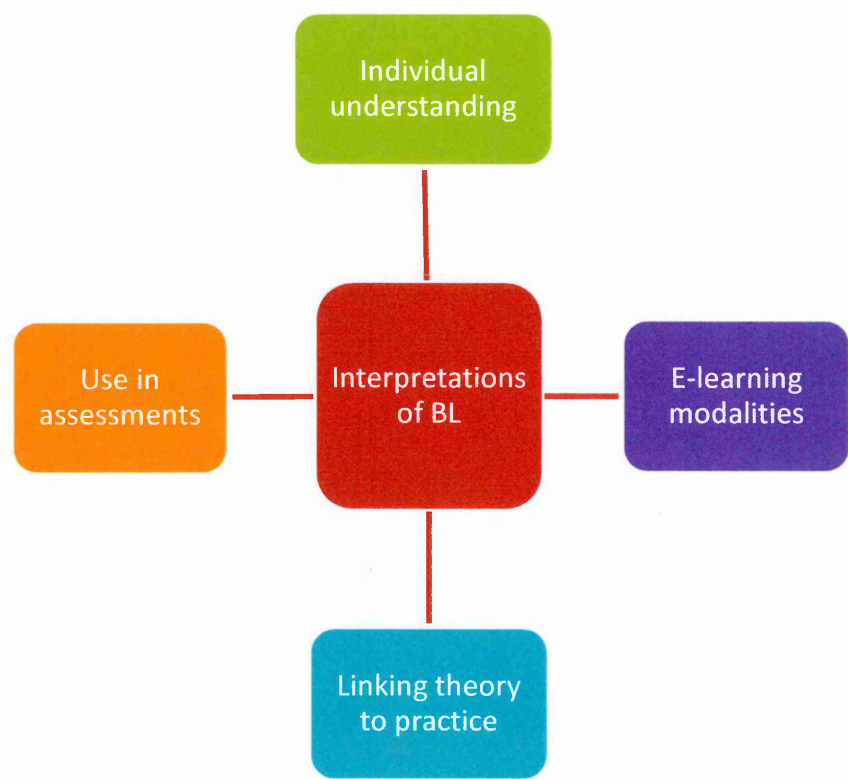 Individual
understanding
Use in
assessments
Interpretations
of BL
E-learning
modalities
Linking theory
to practice